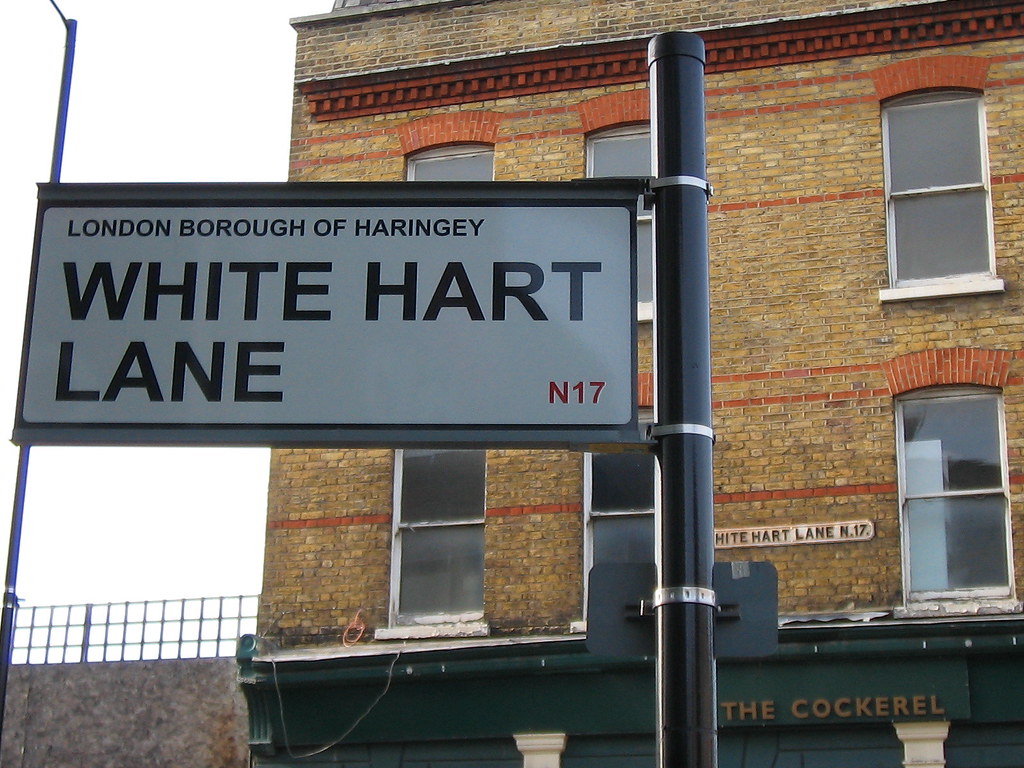 LONDON BOROUGH OF HARINGEY
WHITE HART
LANE
N17
HITE HART LANE N.17.
THE COCKEREL